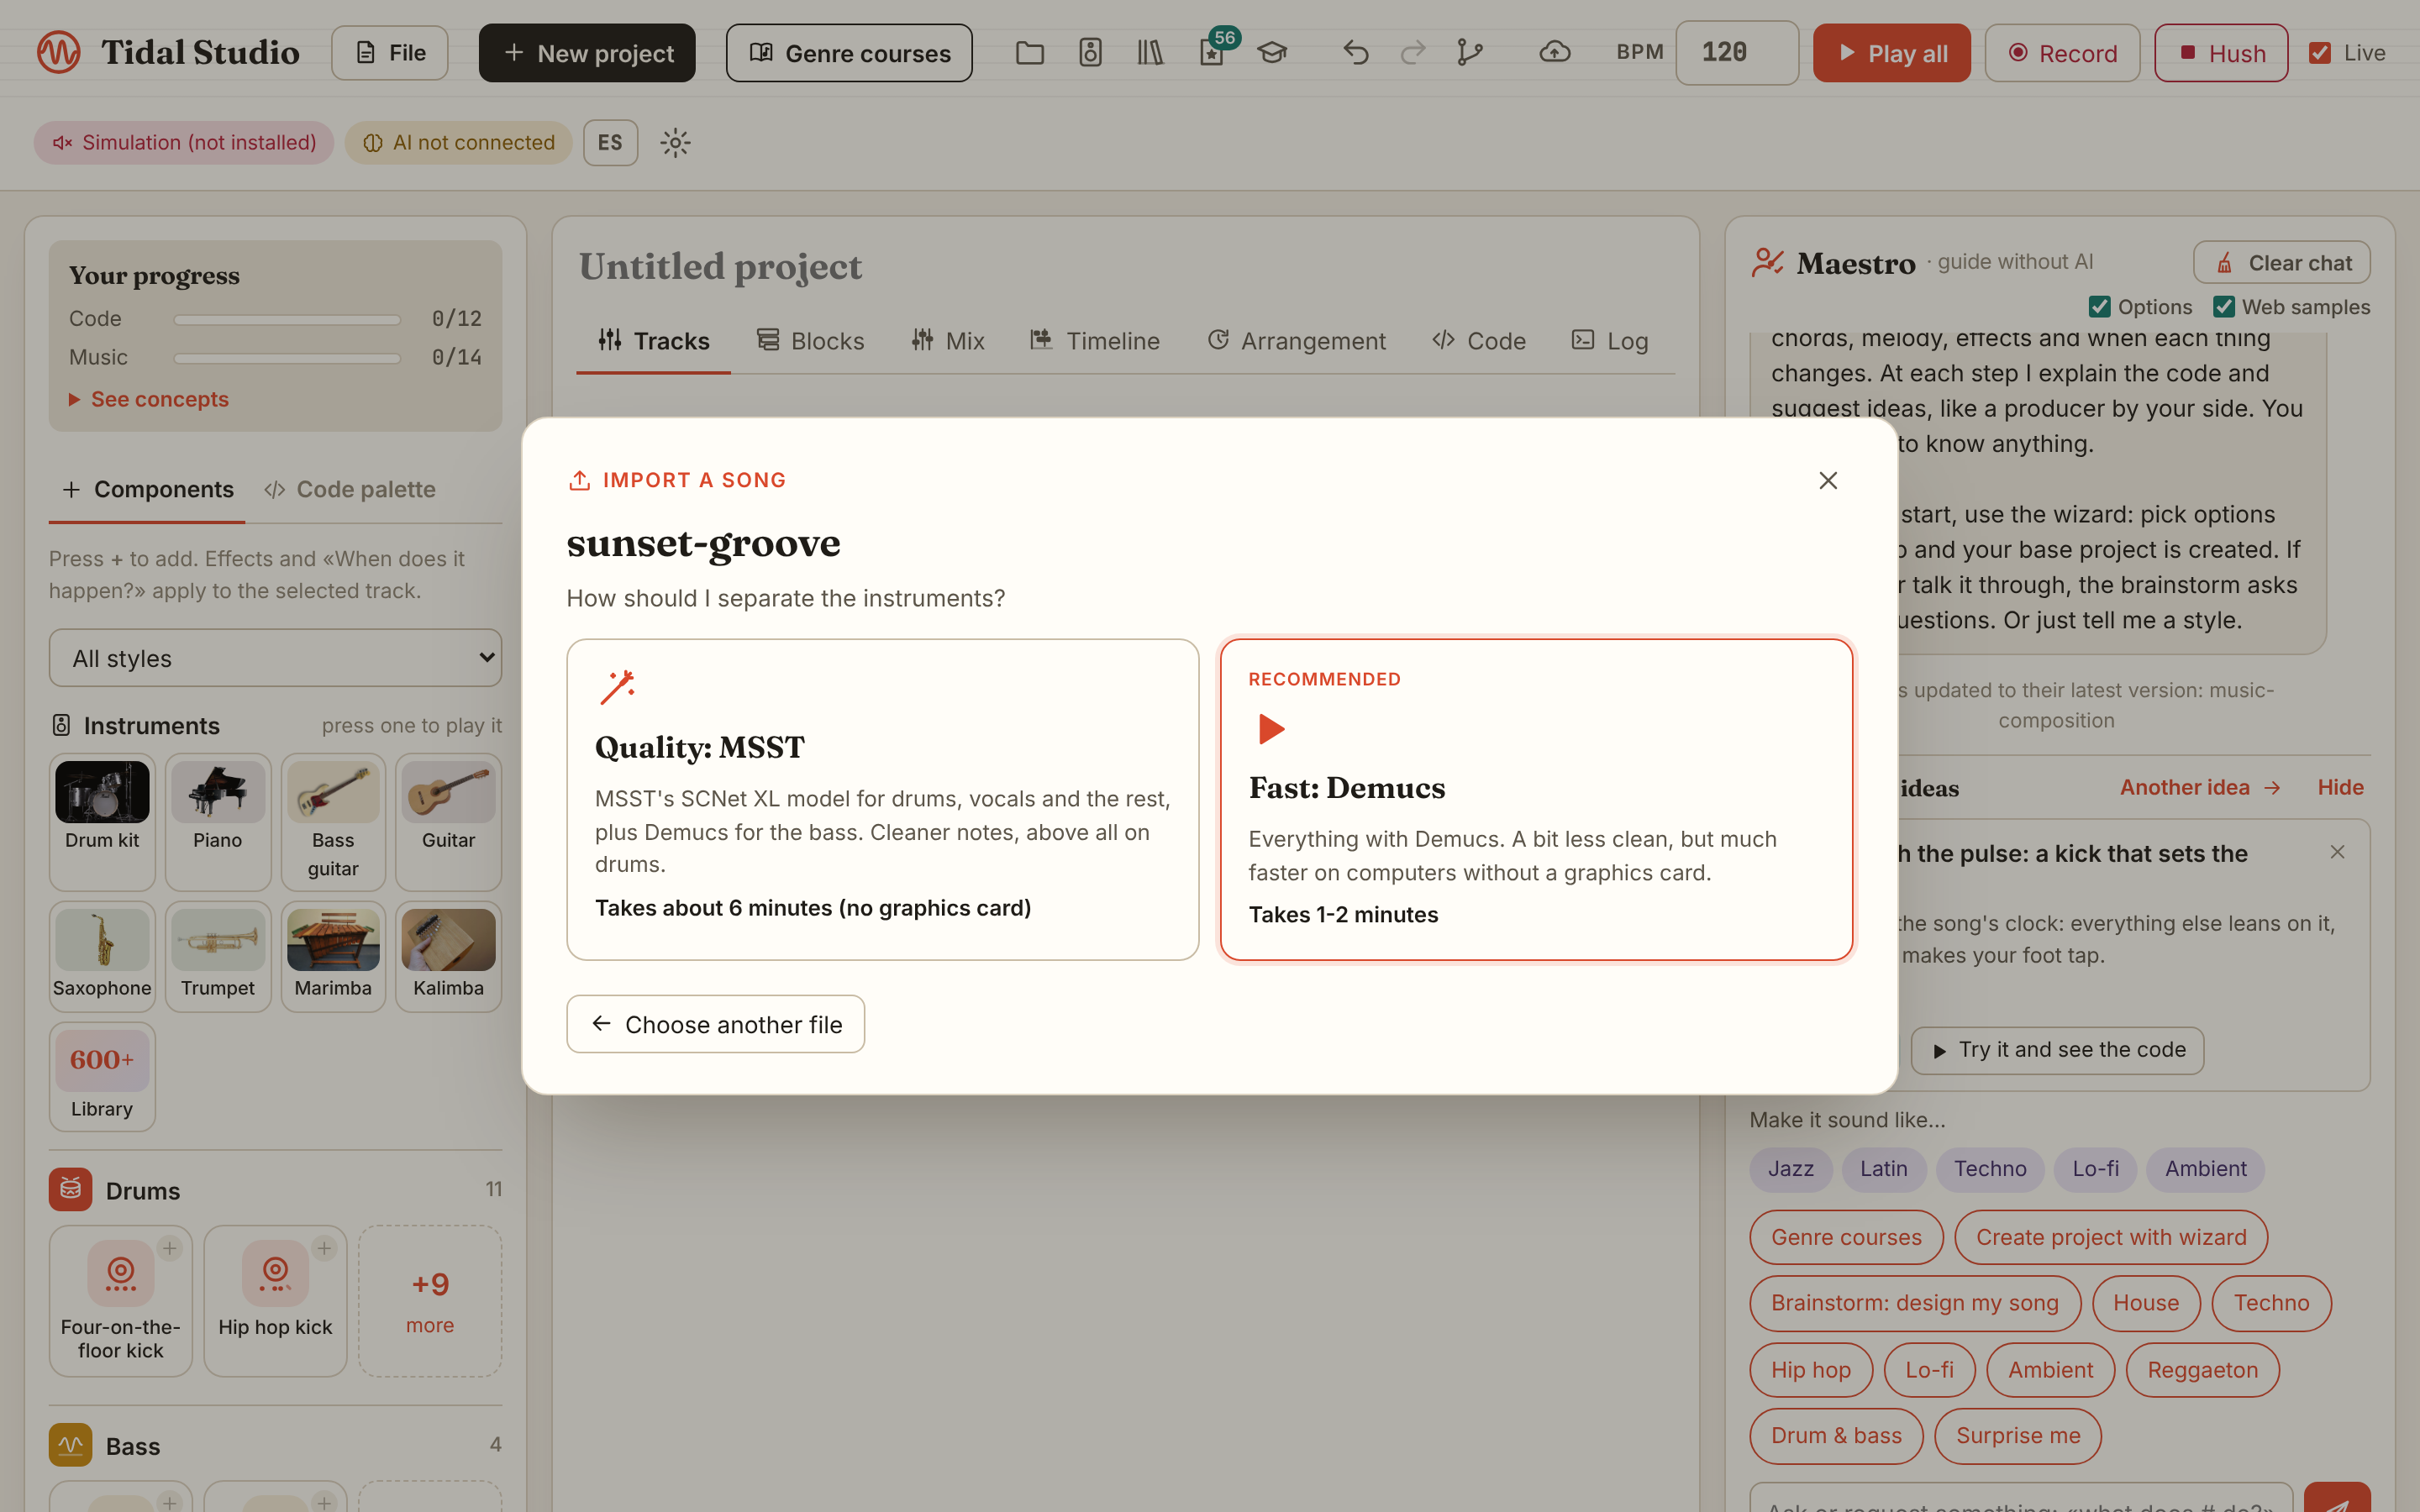 Tidal Studio
File
New project
Genre courses
56
BPM
120
Play all
Record
Hush
Live
Simulation (not installed)
AI not connected
ES
Your progress
Code
0/12
Music
0/14
See concepts
Components
Code palette
Press + to add. Effects and «When does it
happen?» apply to the selected track.
All styles
Instruments
press one to play it
Drum kit
Piano
Bass
guitar
Guitar
Saxophone
Trumpet
Marimba
Kalimba
600+
Library
Drums
11
Four-on-the-
floor kick
Hip hop kick
+9
more
Bass
4
Untitled project
Tracks
Blocks
Mix
Timeline
Arrangement
Code
Log
IMPORT A SONG
sunset-groove
How should I separate the instruments?
Quality: MSST
MSST's SCNet XL model for drums, vocals and the rest,
plus Demucs for the bass. Cleaner notes, above all on
drums.
Takes about 6 minutes (no graphics card)
RECOMMENDED
Fast: Demucs
Everything with Demucs. A bit less clean, but much
faster on computers without a graphics card.
Takes 1-2 minutes
Choose another file
Maestro
· guide without AI
Clear chat
Options
Web samples
chords, melody, effects and when each thing
changes. At each step I explain the code and
suggest ideas, like a producer by your side. You
to know anything.
start, use the wizard: pick options
and your base project is created. If
talk it through, the brainstorm asks
Or just tell me a style.
updated to their latest version: music-
composition
ideas
Another idea →
Hide
the pulse: a kick that sets the
the song's clock: everything else leans on it,
makes your foot tap.
Try it and see the code
Make it sound like...
Jazz
Latin
Techno
Lo-fi
Ambient
Genre courses
Create project with wizard
Brainstorm: design my song
House
Techno
Hip hop
Lo-fi
Ambient
Reggaeton
Drum & bass
Surprise me
Ask or request something: «what does # do?»